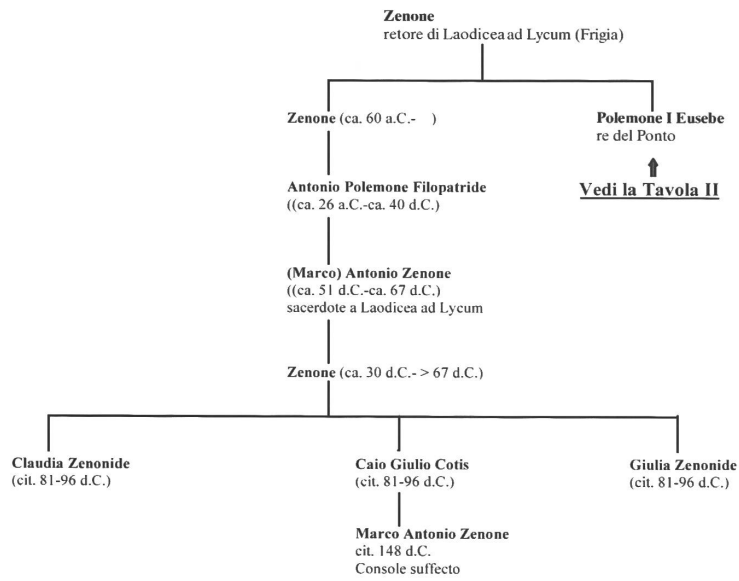 Zenone
retore di Laodicea ad Lycum (Frigia)
Zenone (ca. 60 a.C.- )
Polemone I Eusebe
re del Ponto
Vedi la Tavola II
Antonio Polemone Filopatride
((ca. 26 a.C.-ca. 40 d.C.)
(Marco) Antonio Zenone
((ca. 51 d.C.-ca. 67 d.C.)
sacerdote a Laodicea ad Lycum
Zenone (ca. 30 d.C.- > 67 d.C.)
Claudia Zenonide
(cit. 81-96 d.C.)
Caio Giulio Cotis
(cit. 81-96 d.C.)
Giulia Zenonide
(cit. 81-96 d.C.)
Marco Antonio Zenone
cit. 148 d.C.
Console suffecto